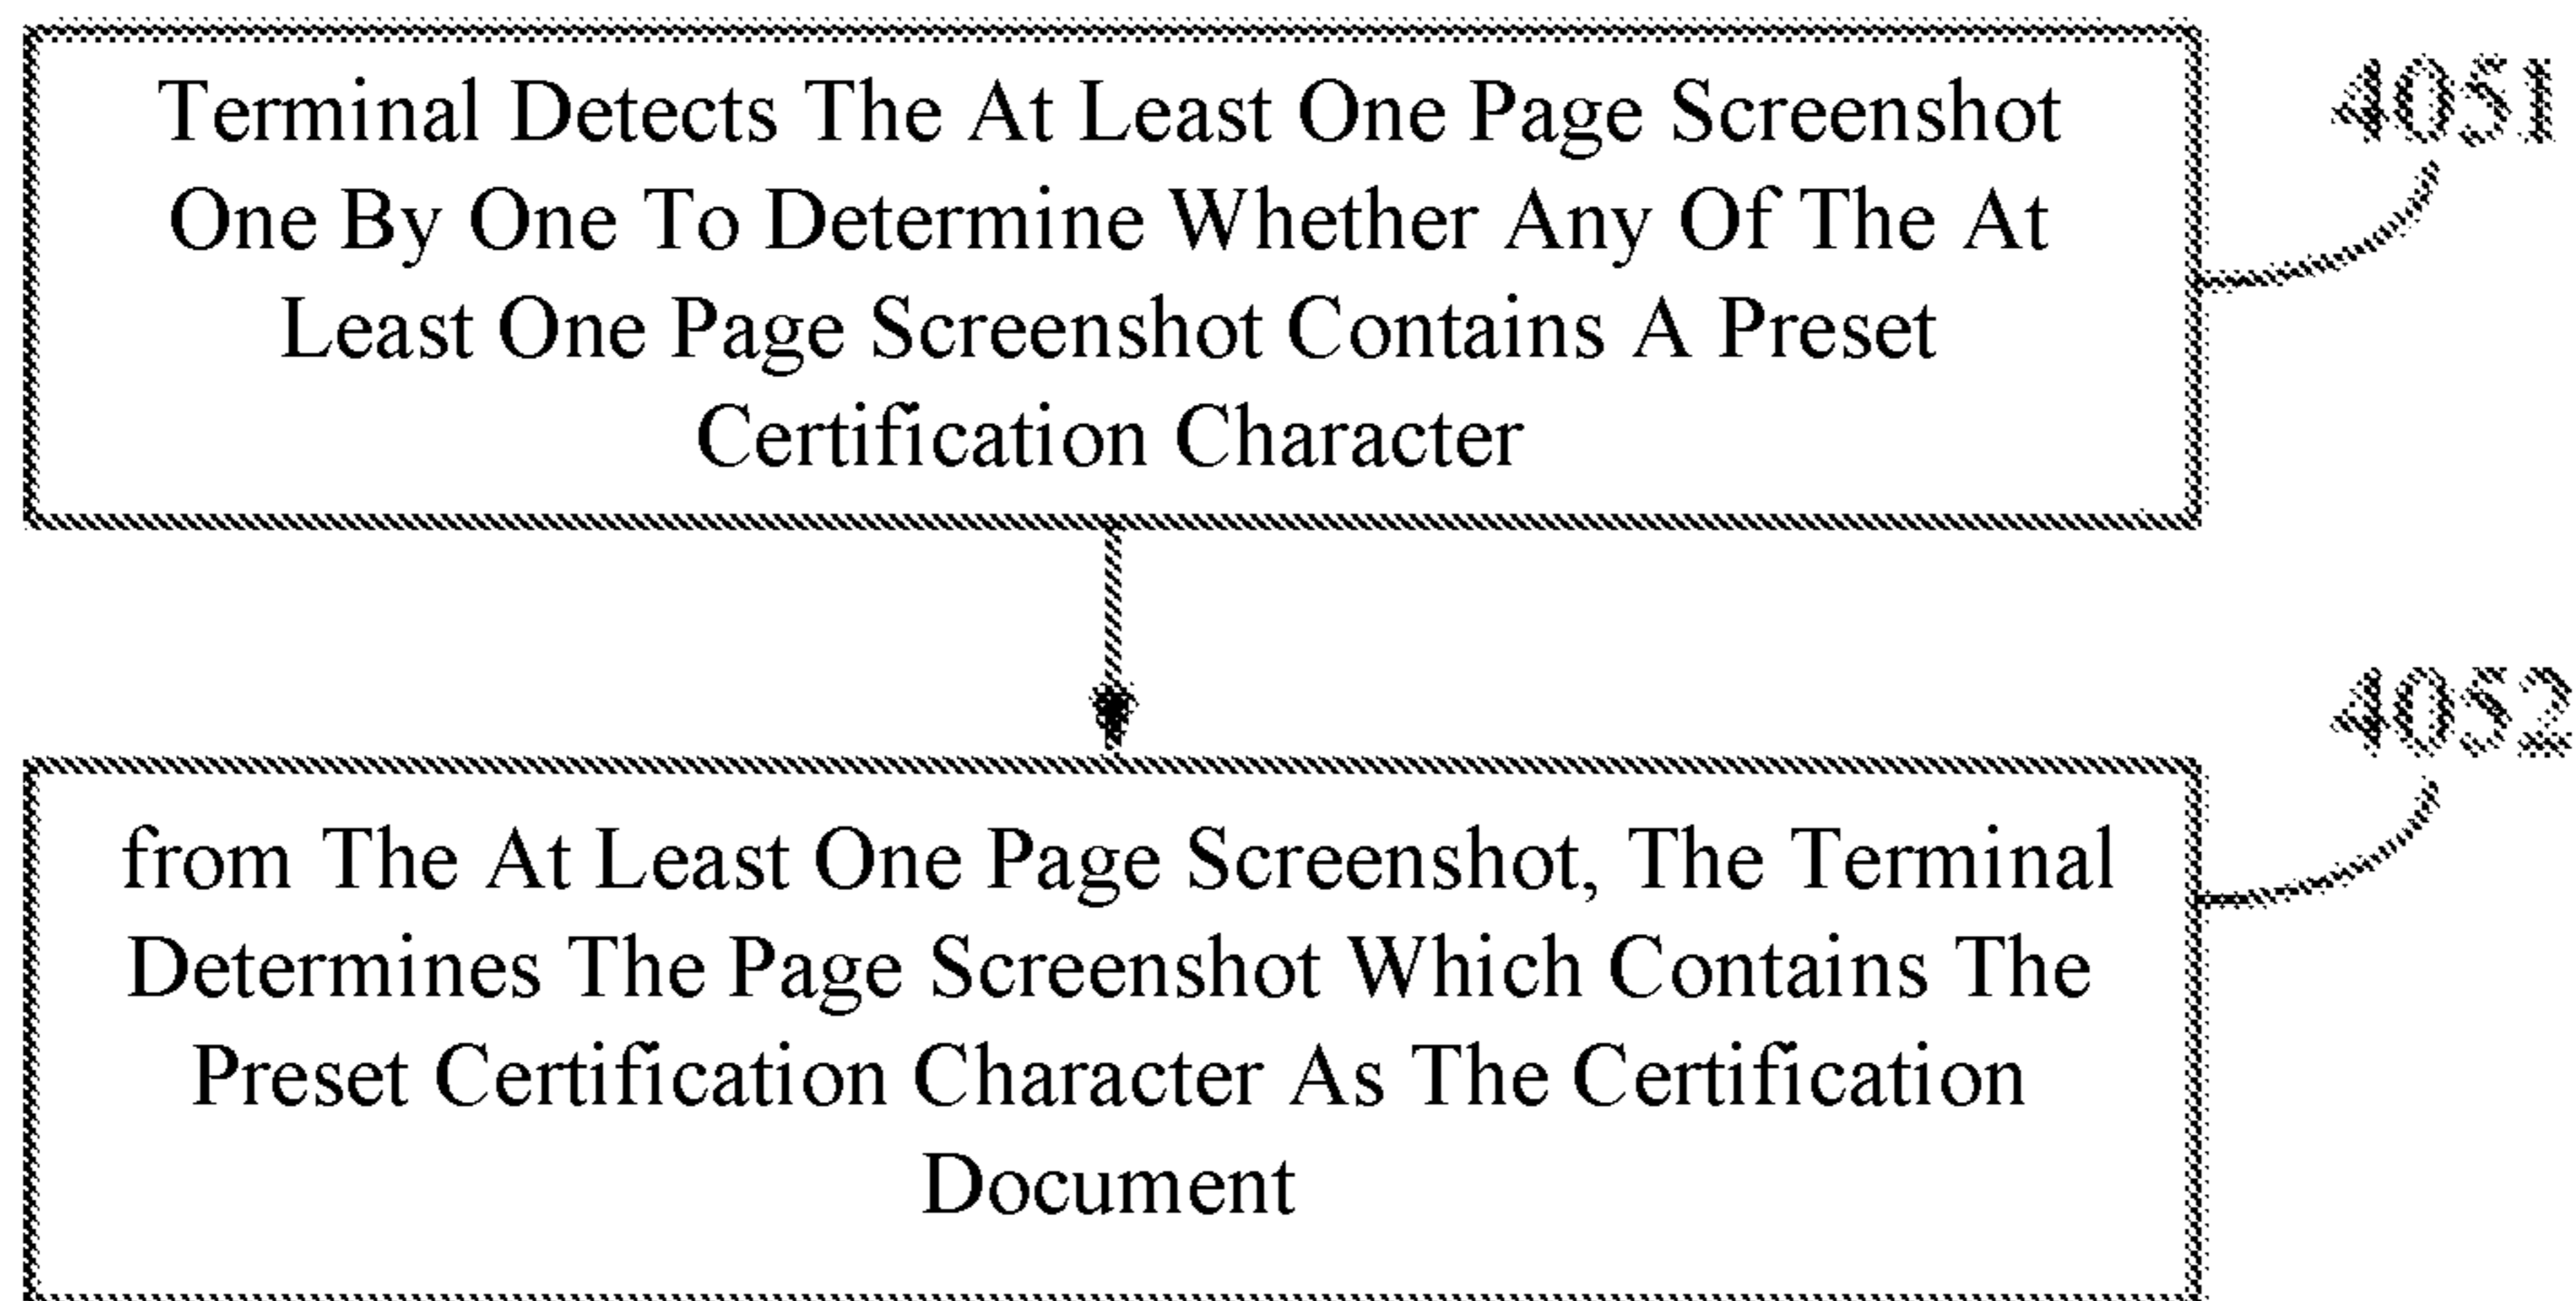 Terminal Detects The At Least One Page Screenshot
One By One To Determine Whether Any Of The At
Least One Page Screenshot Contains A Preset
Certification Character
4051
from The At Least One Page Screenshot, The Terminal
Determines The Page Screenshot Which Contains The
Preset Certification Character As The Certification
Document
4052